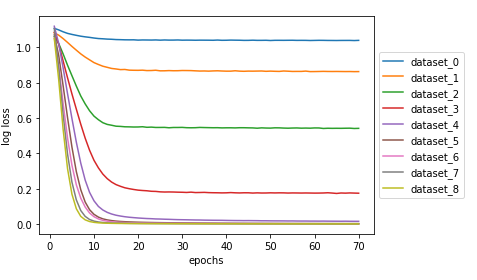 1.0
0.8
0.6
0.4
0.2
0.0
log loss
0 10 20 30 40 50 60 70
epochs
dataset_0
dataset_1
dataset_2
dataset_3
dataset_4
dataset_5
dataset_6
dataset_7
dataset_8